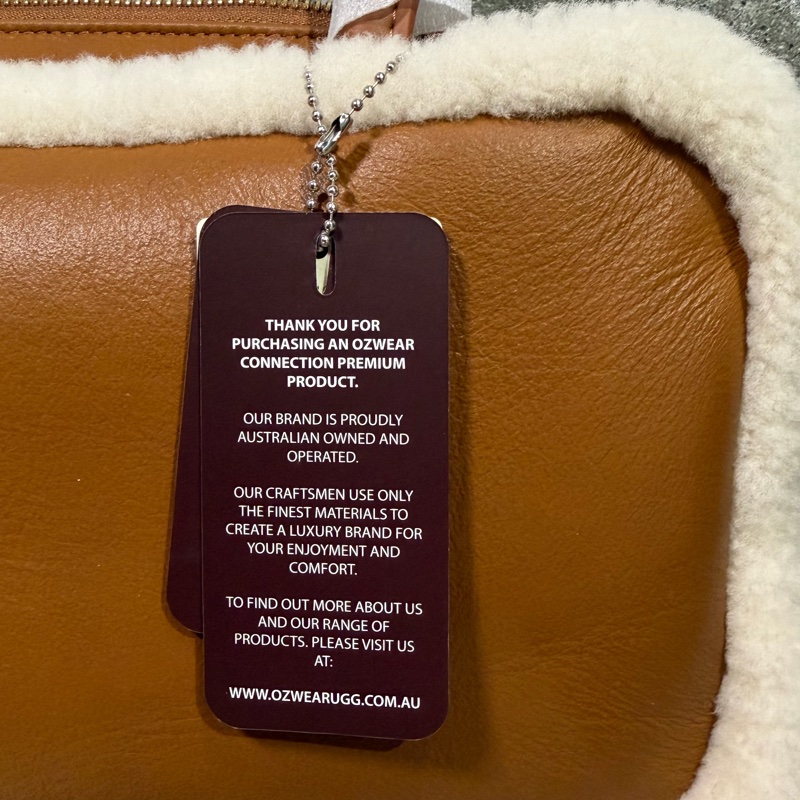 THANK YOU FOR
PURCHASING AN OZWEAR
CONNECTION PREMIUM
PRODUCT.
OUR BRAND IS PROUDLY
AUSTRALIAN OWNED AND
OPERATED.
OUR CRAFTSMEN USE ONLY
THE FINEST MATERIALS TO
CREATE A LUXURY BRAND FOR
YOUR ENJOYMENT AND
COMFORT.
TO FIND OUT MORE ABOUT US
AND OUR RANGE OF
PRODUCTS. PLEASE VISIT US
AT:
WWW.OZWEARUGG.COM.AU